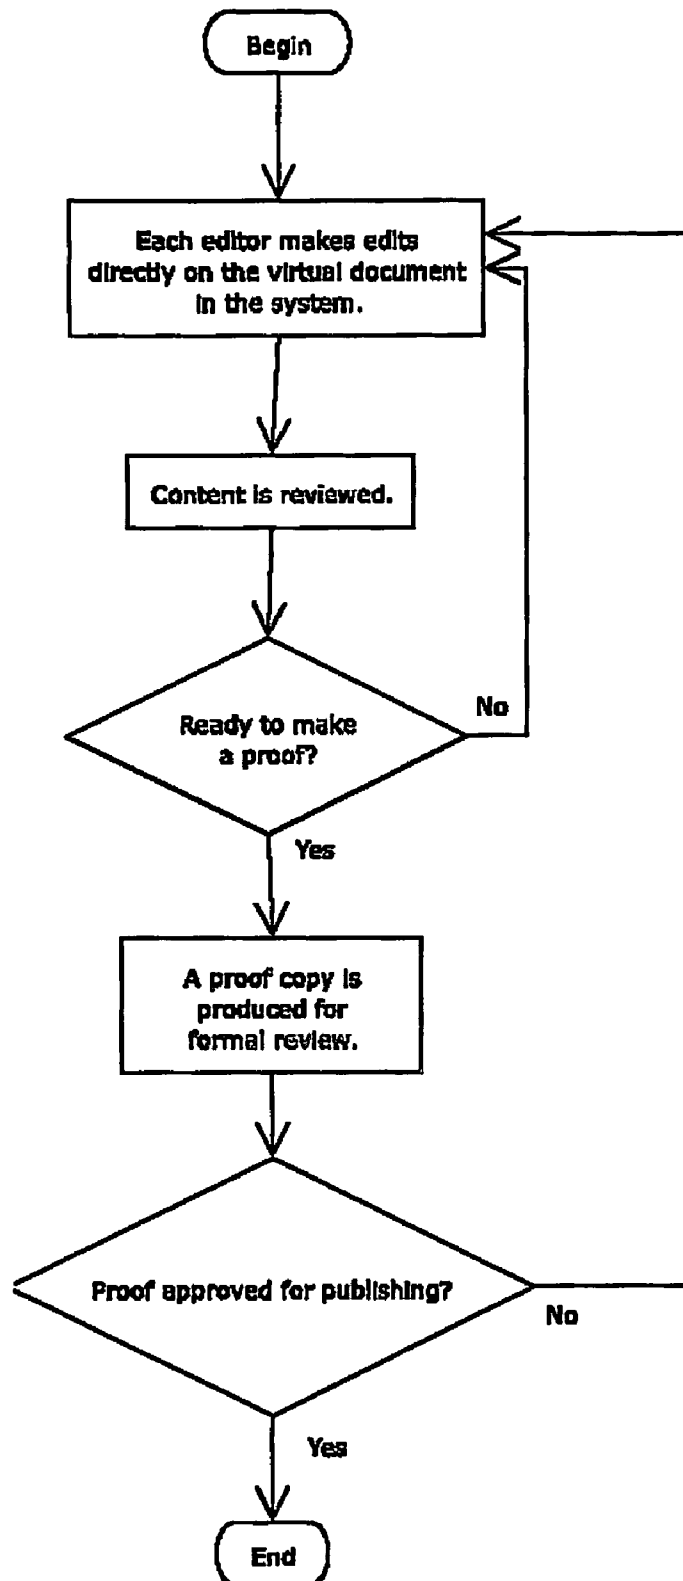 Begin
Each editor makes edits
directly on the virtual document
in the system.
Content is reviewed.
Ready to make
a proof?
No
Yes
A proof copy is
produced for
formal review.
Proof approved for publishing?
No
Yes
End